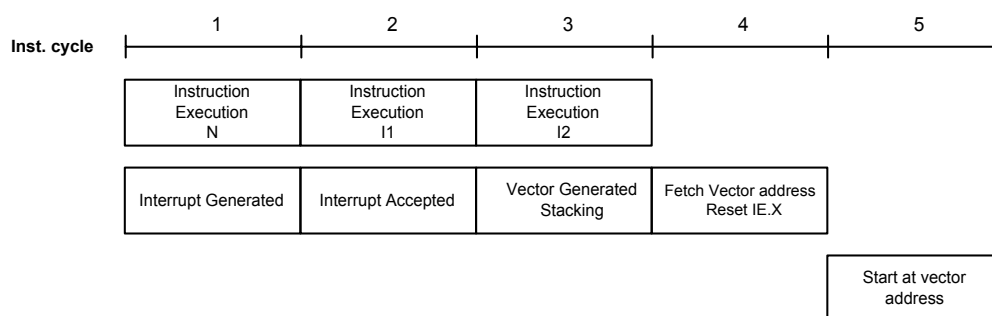 1 2 3 4 5
Inst. cycle
Instruction
Execution
N
Instruction
Execution
I1
Instruction
Execution
I2
Interrupt Generated
Interrupt Accepted
Vector Generated
Stacking
Fetch Vector address
Reset IE.X
Start at vector
address